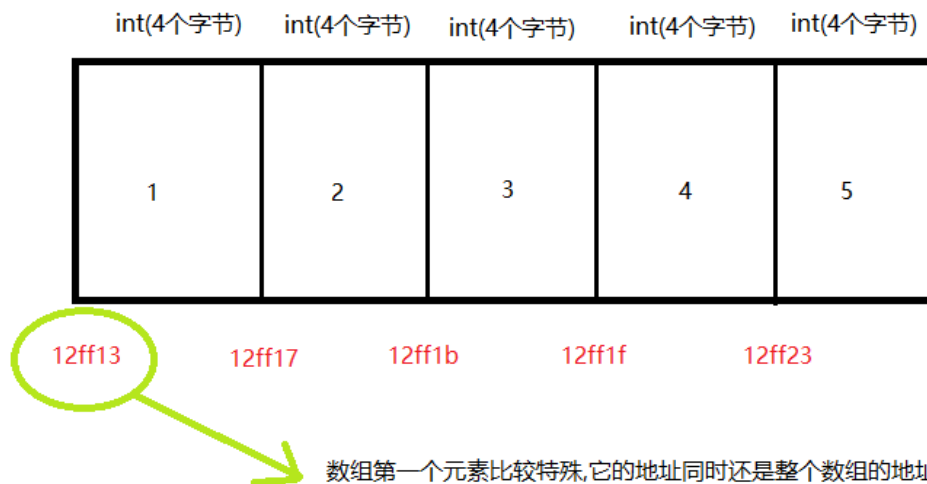 int(4个字节) int(4个字节) int(4个字节) int(4个字节) int(4个字节)
1 2 3 4 5
12ff13 12ff17 12ff1b 12ff1f 12ff23
数组第一个元素比较特殊,它的地址同时还是整个数组的地址